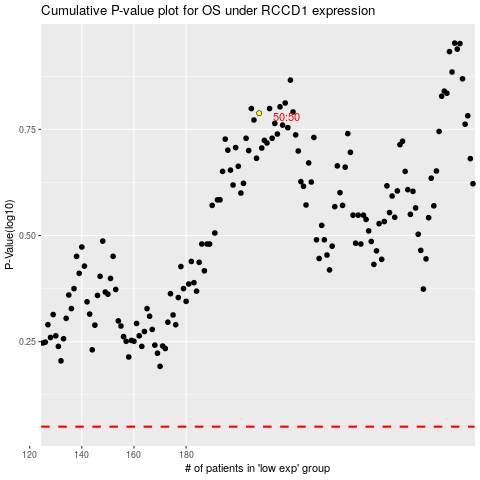 Cumulative P-value plot for OS under RCCD1 expression
P-Value(log10)
0.75
0.50
0.25
50:50
120
140
160
180
# of patients in 'low exp' group